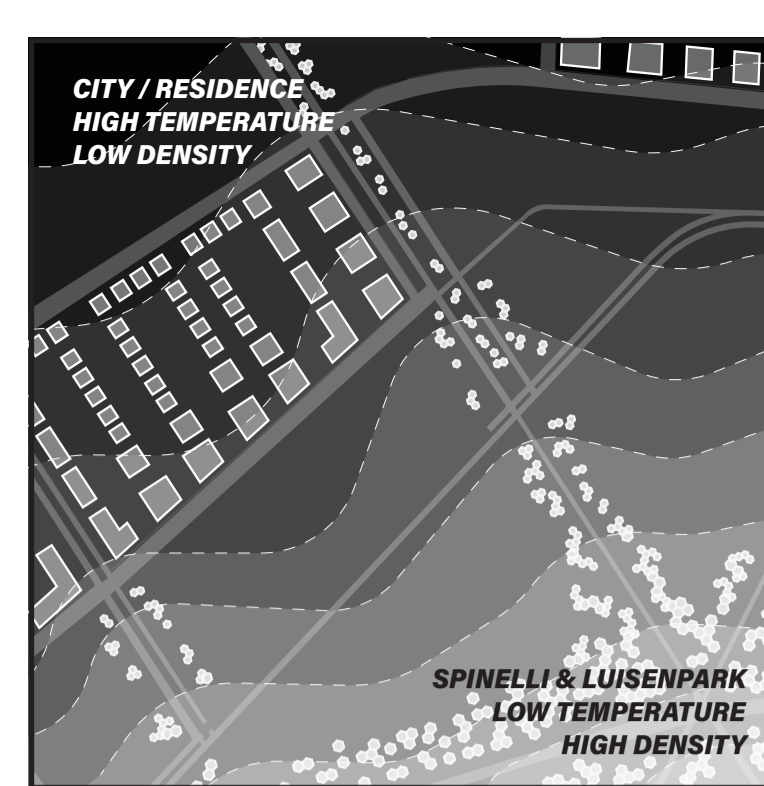 CITY / RESIDENCE
HIGH TEMPERATURE
LOW DENSITY
SPINELLI & LUISENPARK
LOW TEMPERATURE
HIGH DENSITY